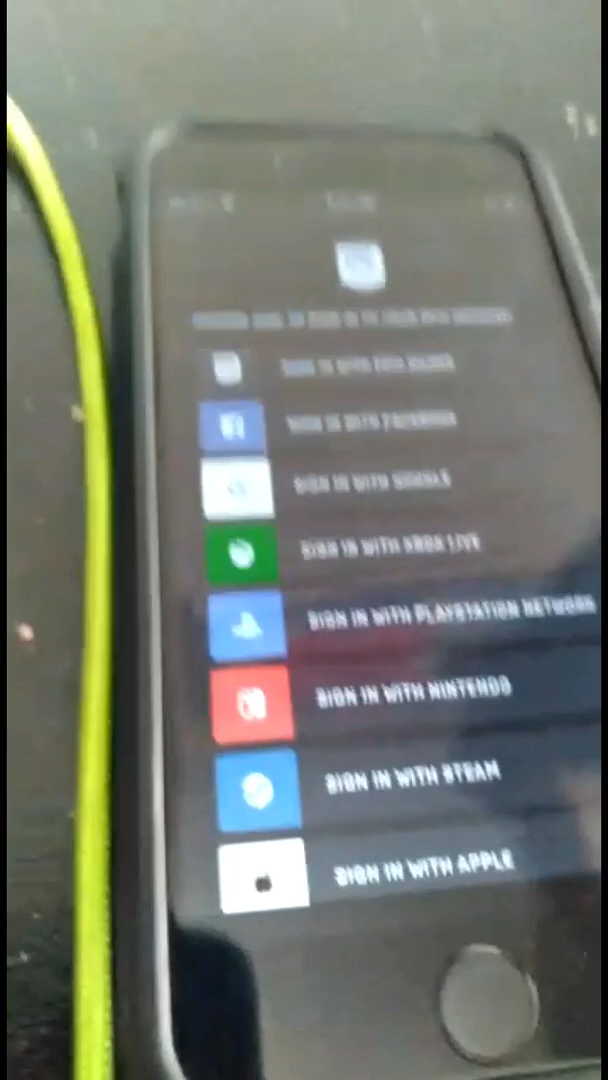 SIGN IN WITH FACEBOOK
SIGN IN WITH GOOGLE
SIGN IN WITH XBOX LIVE
SIGN IN WITH PLAYSTATION NETWORK
SIGN IN WITH NINTENDO
SIGN IN WITH STEAM
SIGN IN WITH APPLE